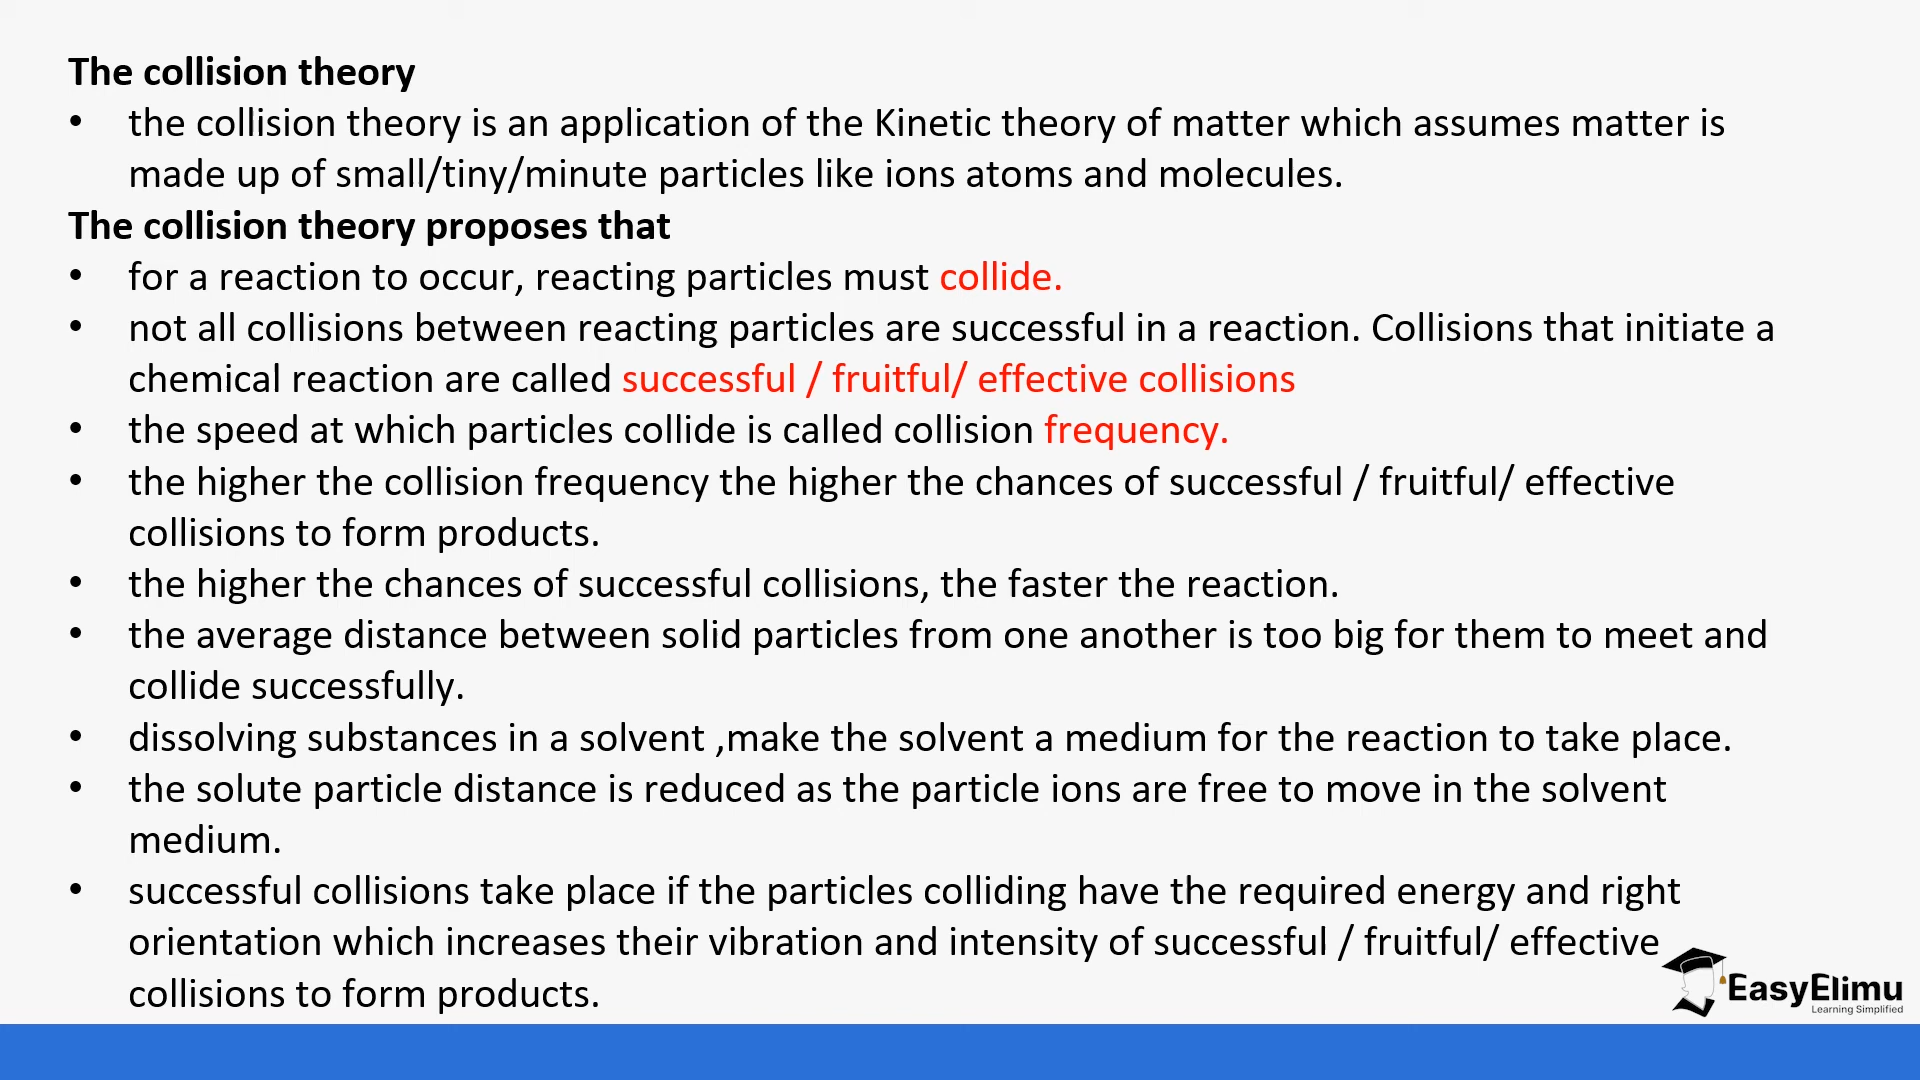 The collision theory
• the collision theory is an application of the Kinetic theory of matter which assumes matter is
made up of small/tiny/minute particles like ions atoms and molecules.
The collision theory proposes that
• for a reaction to occur, reacting particles must collide.
• not all collisions between reacting particles are successful in a reaction. Collisions that initiate a
chemical reaction are called successful / fruitful/ effective collisions
• the speed at which particles collide is called collision frequency.
• the higher the collision frequency the higher the chances of successful / fruitful/ effective
collisions to form products.
• the higher the chances of successful collisions, the faster the reaction.
• the average distance between solid particles from one another is too big for them to meet and
collide successfully.
• dissolving substances in a solvent ,make the solvent a medium for the reaction to take place.
• the solute particle distance is reduced as the particle ions are free to move in the solvent
medium.
• successful collisions take place if the particles colliding have the required energy and right
orientation which increases their vibration and intensity of successful / fruitful/ effective
collisions to form products.
EasyElimu
Learning Simplified